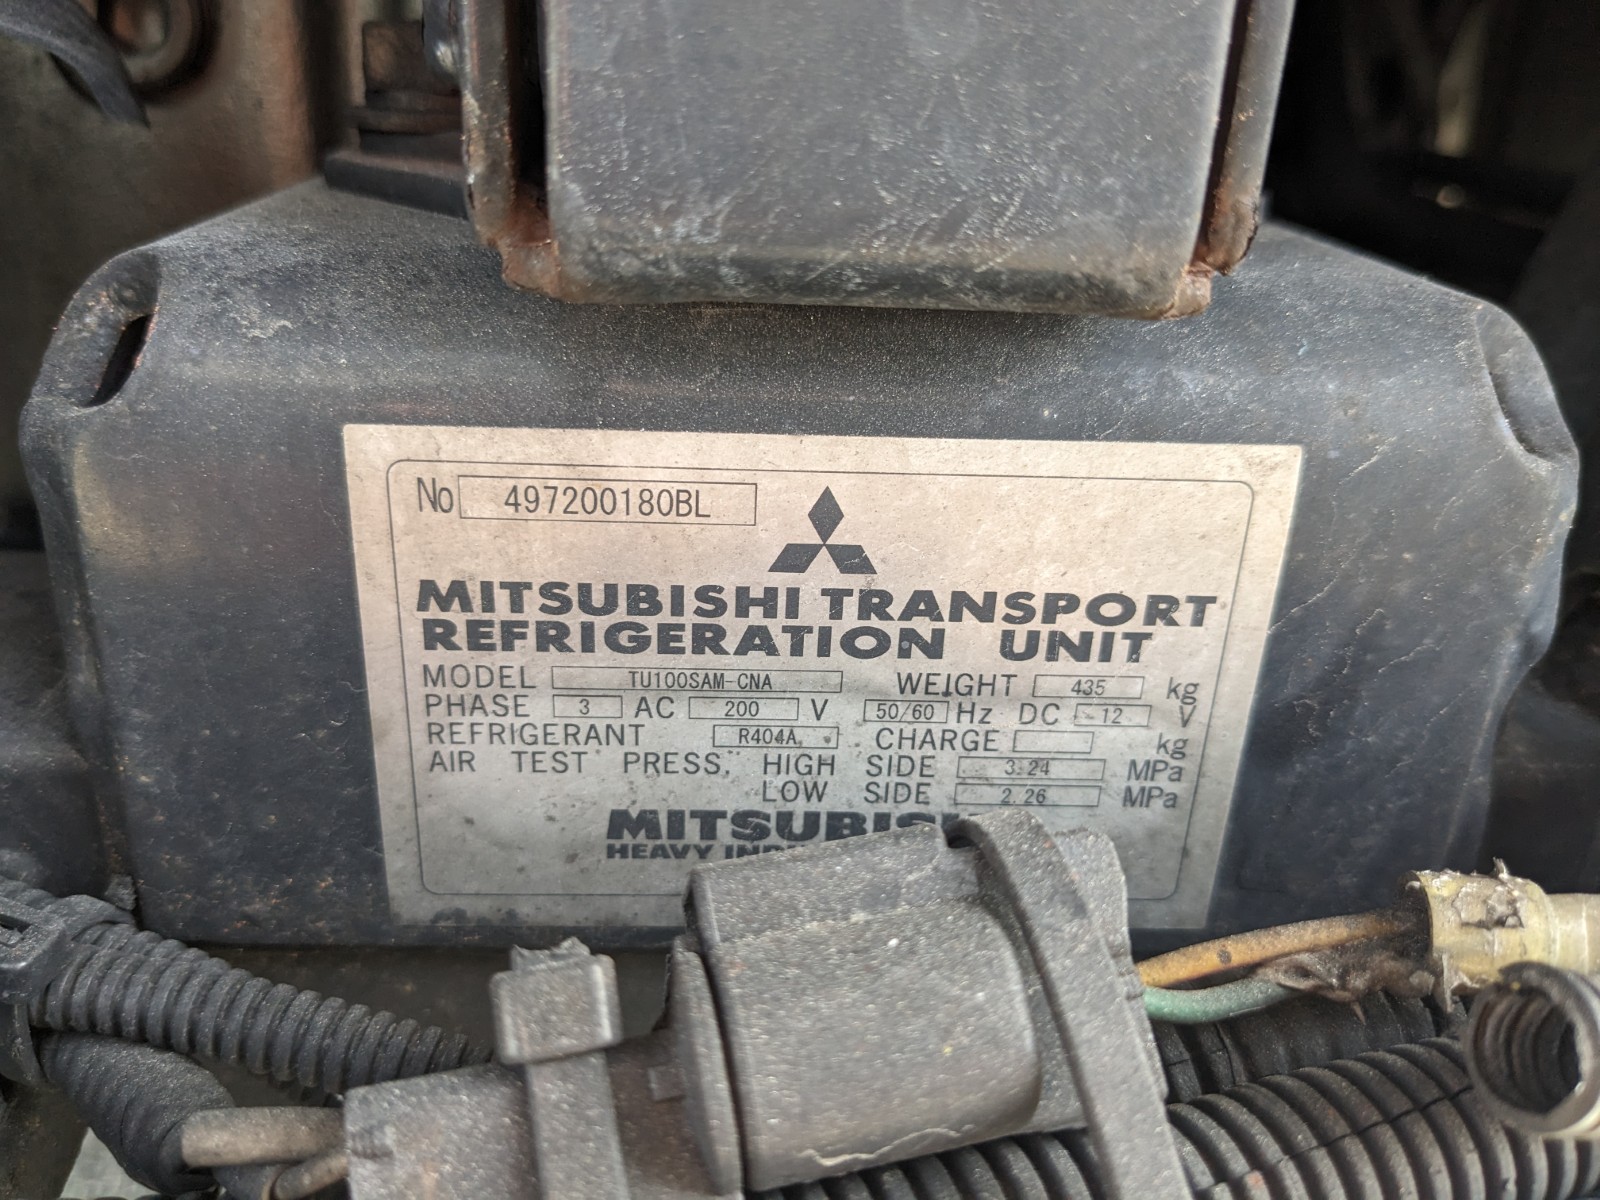 No 497200180BL
MITSUBISHI TRANSPORT
REFRIGERATION UNIT
MODEL TU100SAM-CNA WEIGHT 435 kg
PHASE 3 AC 200 V 50/60 Hz DC 12 V
REFRIGERANT R404A CHARGE kg
AIR TEST PRESS. HIGH SIDE 3.24 MPa
LOW SIDE 2.26 MPa
MITSUBISHI
HEAVY